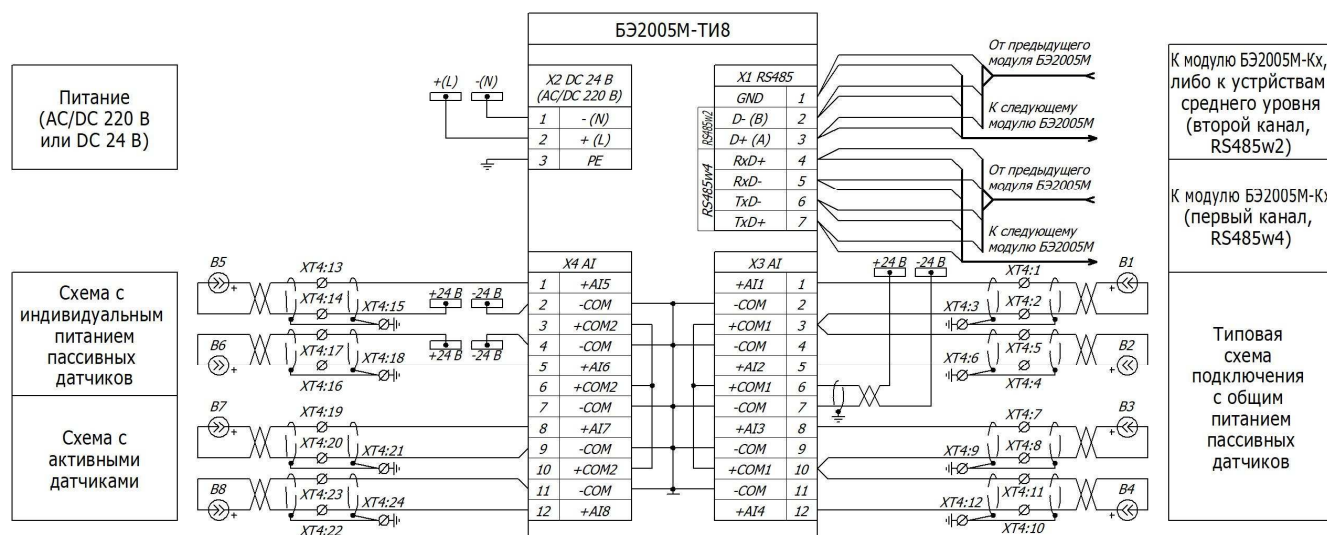 БЭ2005М-ТИ8
Питание
(AC/DC 220 В
или DC 24 В)
+(L) -(N)
X2 DC 24 В
(AC/DC 220 В)
1 - (N)
2 + (L)
3 PE
X1 RS485
GND 1
D- (B) 2
D+ (A) 3
RxD+ 4
RxD- 5
TxD- 6
TxD+ 7
RS485w2
RS485w4
От предыдущего
модуля БЭ2005М
К следующему
модулю БЭ2005М
От предыдущего
модуля БЭ2005М
К следующему
модулю БЭ2005М
К модулю БЭ2005М-Кх,
либо к устрйствам
среднего уровня
(второй канал,
RS485w2)
К модулю БЭ2005М-Кх
(первый канал,
RS485w4)
Схема с
индивидуальным
питанием
пассивных
датчиков
Схема с
активными
датчиками
B5 XT4:13
+
XT4:14 XT4:15
+24 В -24 В
B6 XT4:17 XT4:18
+
+24 В -24 В
XT4:16
B7 XT4:19
+
XT4:20 XT4:21
B8 XT4:23 XT4:24
+
XT4:22
X4 AI
1 +AI5
2 -COM
3 +COM2
4 -COM
5 +AI6
6 +COM2
7 -COM
8 +AI7
9 -COM
10 +COM2
11 -COM
12 +AI8
X3 AI
+AI1 1
-COM 2
+COM1 3
-COM 4
+AI2 5
+COM1 6
-COM 7
+AI3 8
-COM 9
+COM1 10
-COM 11
+AI4 12
+24 В -24 В
XT4:1 B1
+
XT4:3 XT4:2
XT4:6 XT4:5 B2
+
XT4:4
XT4:7 B3
+
XT4:9 XT4:8
XT4:12 XT4:11 B4
+
XT4:10
Типовая
схема
подключения
с общим
питанием
пассивных
датчиков